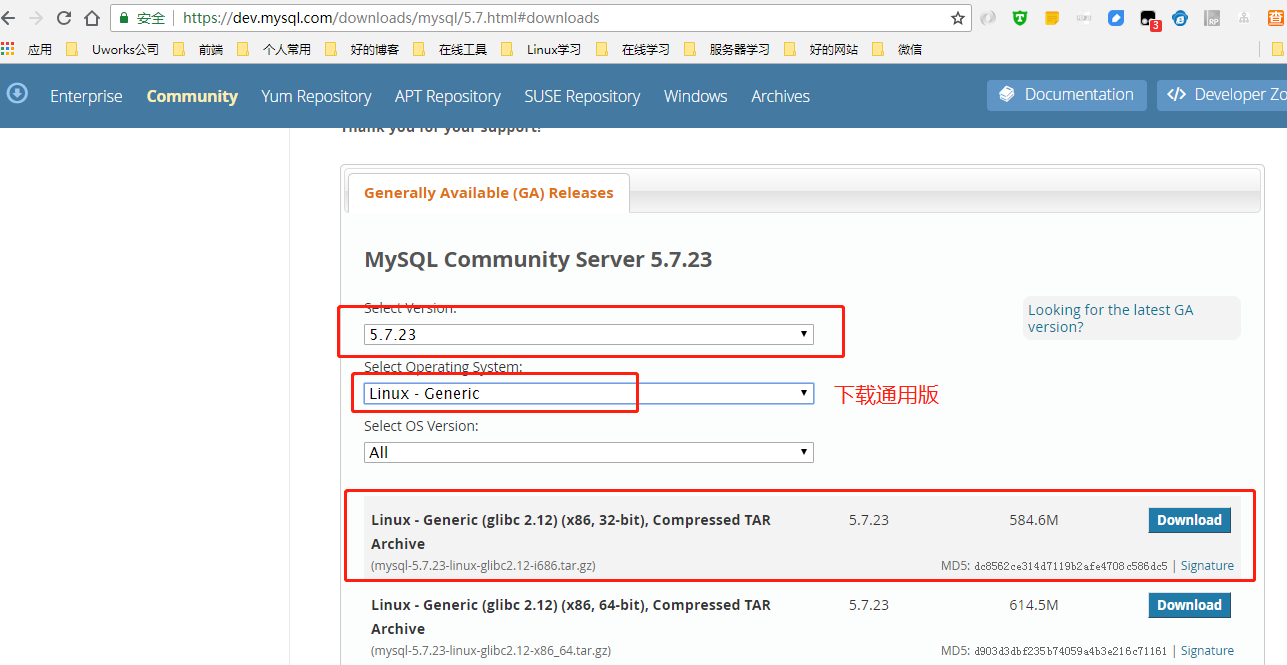 安全 https://dev.mysql.com/downloads/mysql/5.7.html#downloads
3 RP 查
应用 Uworks公司 前端 个人常用 好的博客 在线工具 Linux学习 在线学习 服务器学习 好的网站 微信
Enterprise Community Yum Repository APT Repository SUSE Repository Windows Archives Documentation </> Developer Zo
Thank you for your support!
Generally Available (GA) Releases
MySQL Community Server 5.7.23
Select Version:
5.7.23
Looking for the latest GA
version?
Select Operating System:
Linux - Generic
下载通用版
Select OS Version:
All
Linux - Generic (glibc 2.12) (x86, 32-bit), Compressed TAR
Archive
5.7.23 584.6M Download
(mysql-5.7.23-linux-glibc2.12-i686.tar.gz) MD5: dc8562ce314d7119b2afe4708c586dc5 | Signature
Linux - Generic (glibc 2.12) (x86, 64-bit), Compressed TAR
Archive
5.7.23 614.5M Download
(mysql-5.7.23-linux-glibc2.12-x86_64.tar.gz) MD5: d903d3dbf235b74059a4b3e216c71161 | Signature